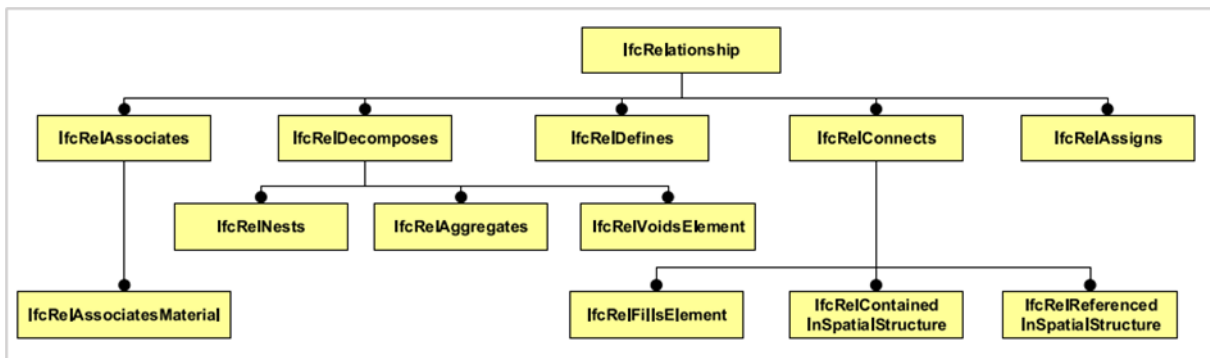 IfcRelationship
IfcRelAssociates
IfcRelDecomposes
IfcRelDefines
IfcRelConnects
IfcRelAssigns
IfcRelNests
IfcRelAggregates
IfcRelVoidsElement
IfcRelAssociatesMaterial
IfcRelFillsElement
IfcRelContained
InSpatialStructure
IfcRelReferenced
InSpatialStructure